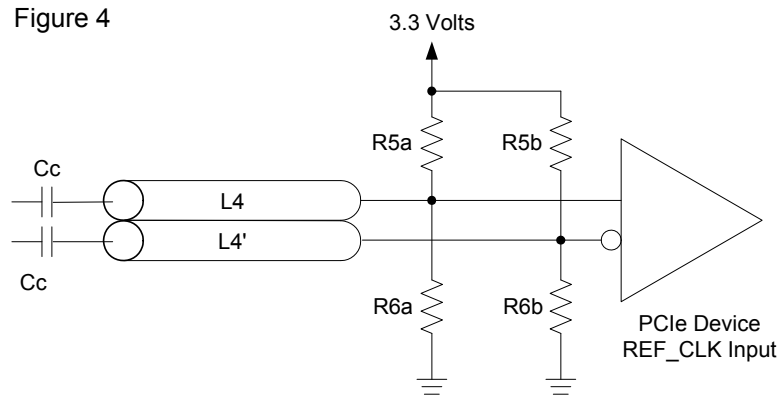 Figure 4
3.3 Volts
R5a
R5b
Cc
L4
L4'
Cc
R6a
R6b
PCIe Device
REF_CLK Input